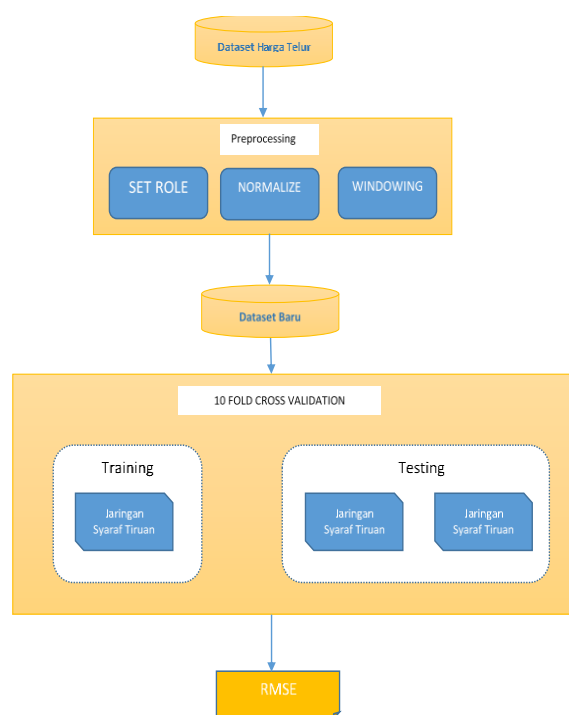 Dataset Harga Telur
Preprocessing
SET ROLE
NORMALIZE
WINDOWING
Dataset Baru
10 FOLD CROSS VALIDATION
Training
Testing
Jaringan
Syaraf Tiruan
Jaringan
Syaraf Tiruan
Jaringan
Syaraf Tiruan
RMSE